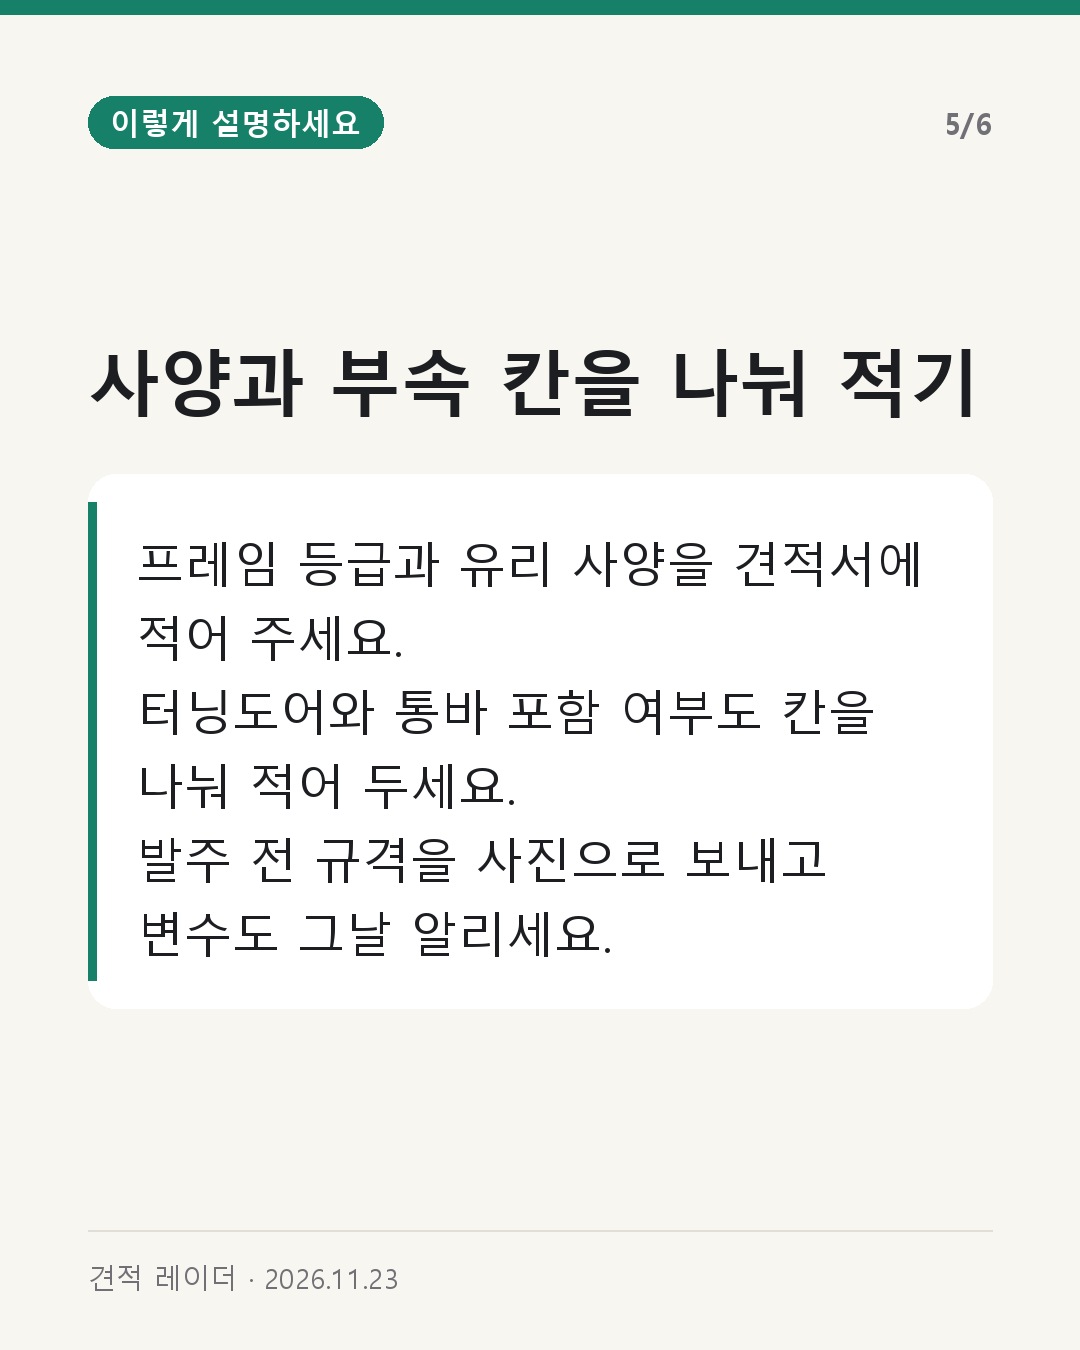 이렇게 설명하세요
5/6
사양과 부속 칸을 나눠 적기
프레임 등급과 유리 사양을 견적서에
적어 주세요.
터닝도어와 통바 포함 여부도 칸을
나눠 적어 두세요.
발주 전 규격을 사진으로 보내고
변수도 그날 알리세요.
견적 레이더 · 2026.11.23